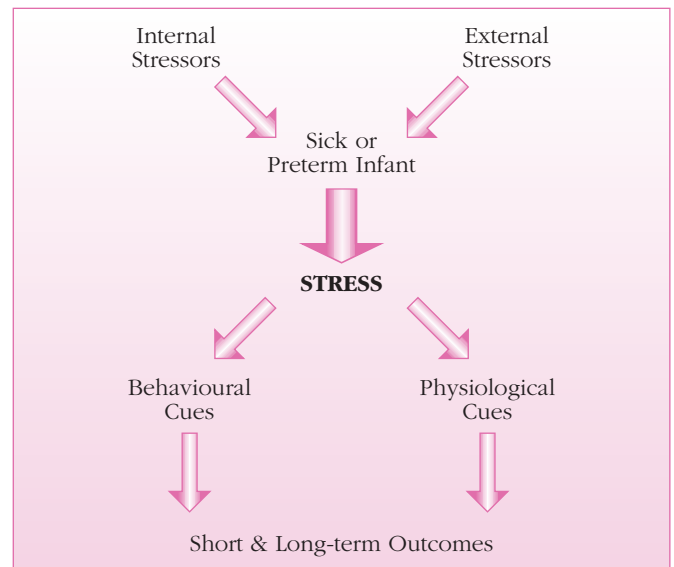 Internal
Stressors
External
Stressors
Sick or
Preterm Infant
STRESS
Behavioural
Cues
Physiological
Cues
Short & Long-term Outcomes